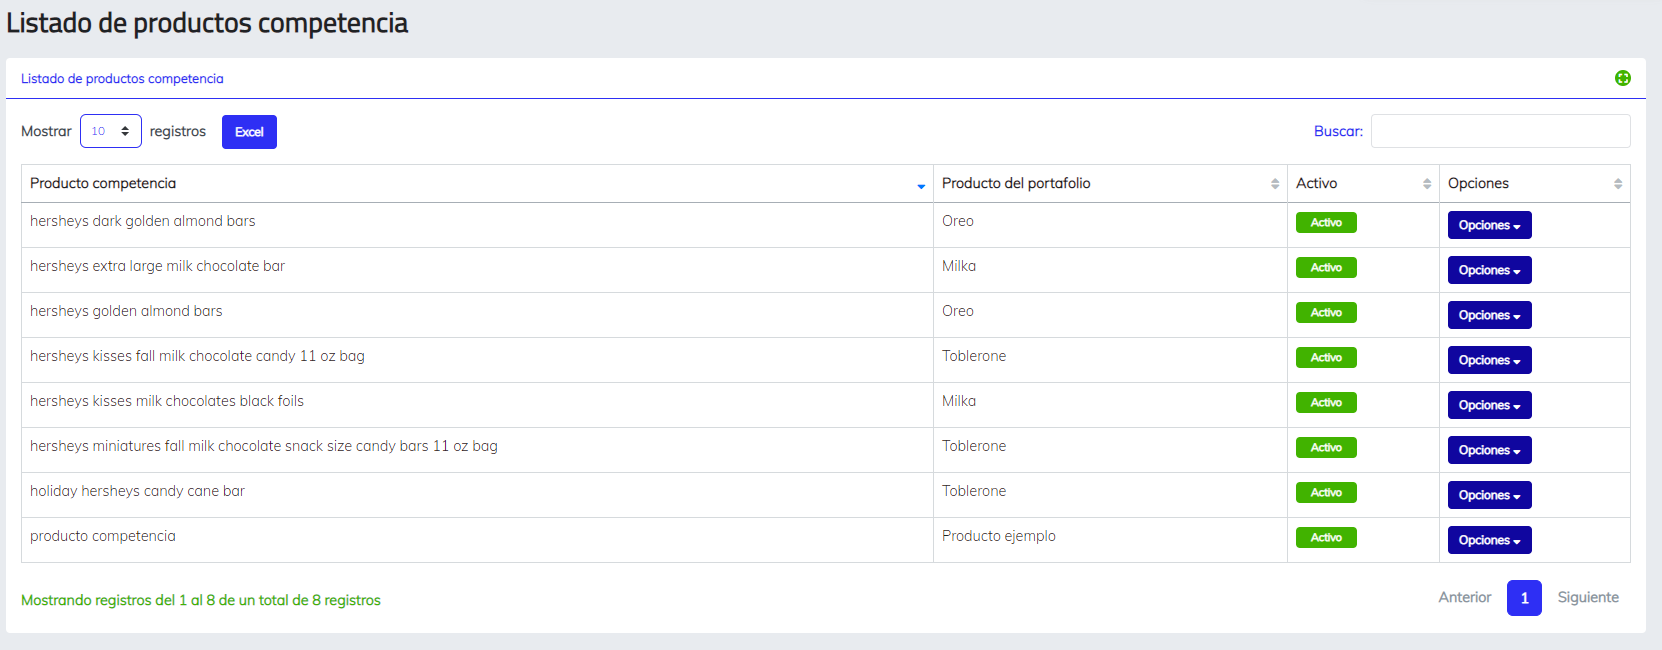 Listado de productos competencia
Listado de productos competencia
Mostrar 10 registros Excel Buscar:
Producto competencia Producto del portafolio Activo Opciones
hersheys dark golden almond bars Oreo Activo Opciones
hersheys extra large milk chocolate bar Milka Activo Opciones
hersheys golden almond bars Oreo Activo Opciones
hersheys kisses fall milk chocolate candy 11 oz bag Toblerone Activo Opciones
hersheys kisses milk chocolates black foils Milka Activo Opciones
hersheys miniatures fall milk chocolate snack size candy bars 11 oz bag Toblerone Activo Opciones
holiday hersheys candy cane bar Toblerone Activo Opciones
producto competencia Producto ejemplo Activo Opciones
Mostrando registros del 1 al 8 de un total de 8 registros Anterior 1 Siguiente